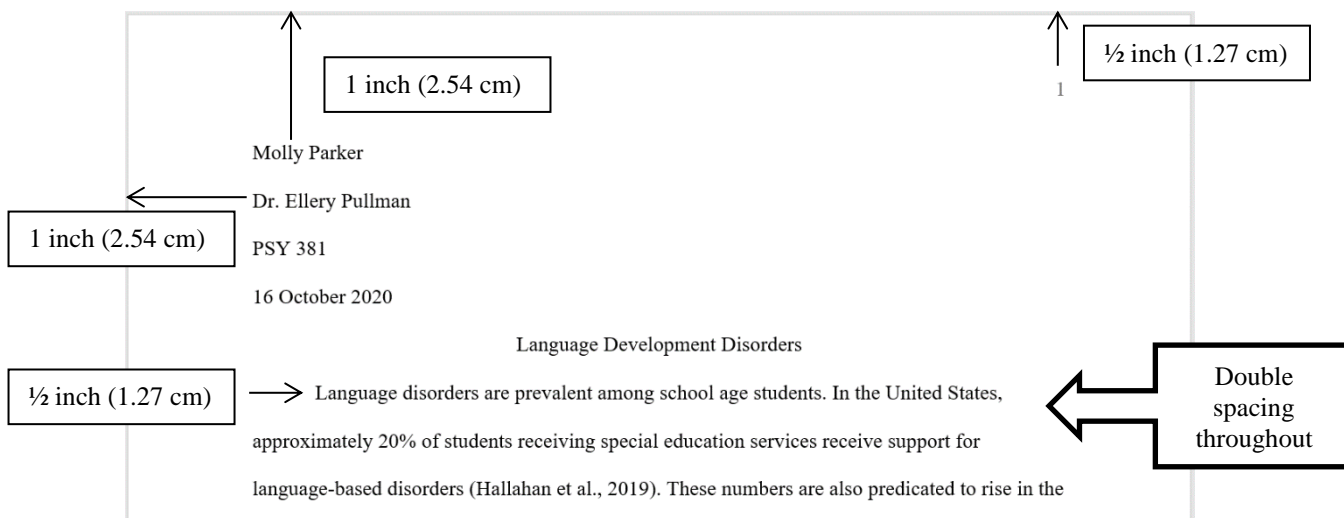 ½ inch (1.27 cm)
1 inch (2.54 cm)
1
Molly Parker
Dr. Ellery Pullman
1 inch (2.54 cm)
PSY 381
16 October 2020
Language Development Disorders
½ inch (1.27 cm)
Language disorders are prevalent among school age students. In the United States,
approximately 20% of students receiving special education services receive support for
language-based disorders (Hallahan et al., 2019). These numbers are also predicated to rise in the
Double
spacing
throughout